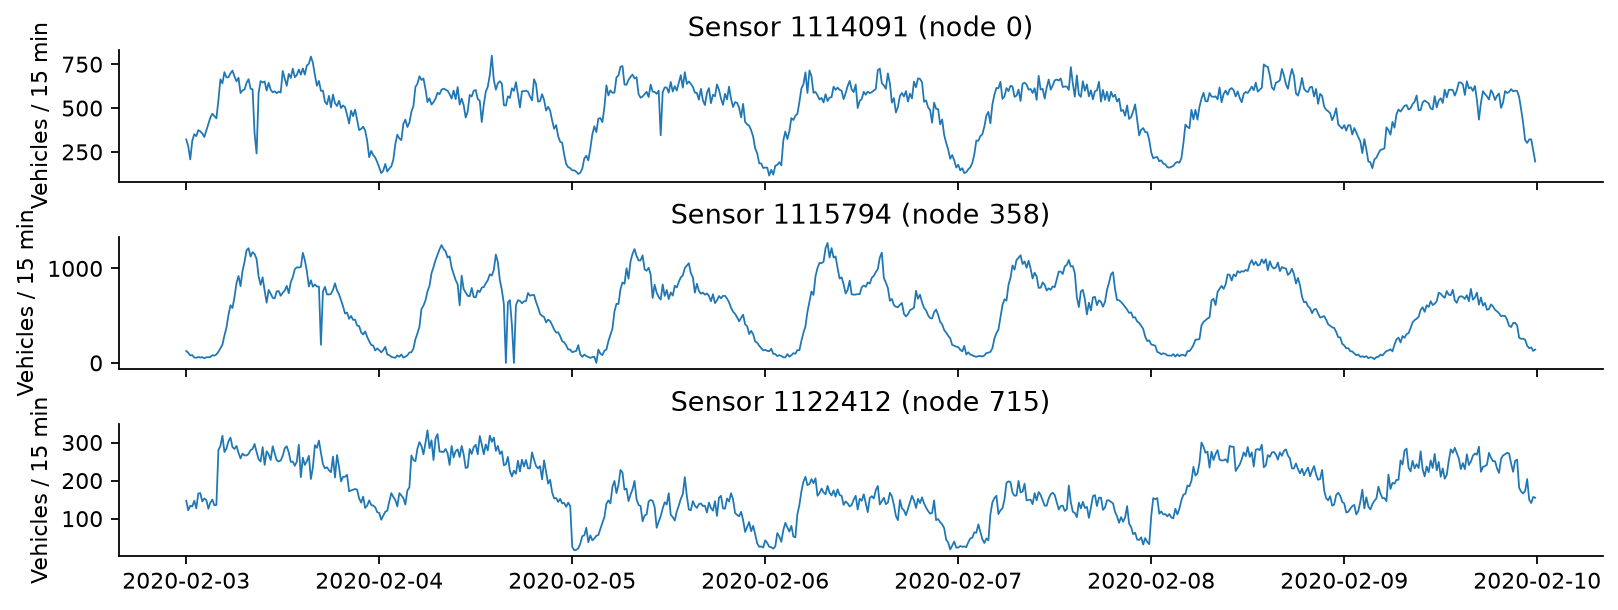 Sensor 1114091 (node 0)
Vehicles / 15 min
750
500
250
Sensor 1115794 (node 358)
Vehicles / 15 min
1000
0
Sensor 1122412 (node 715)
Vehicles / 15 min
300
200
100
2020-02-03 2020-02-04 2020-02-05 2020-02-06 2020-02-07 2020-02-08 2020-02-09 2020-02-10